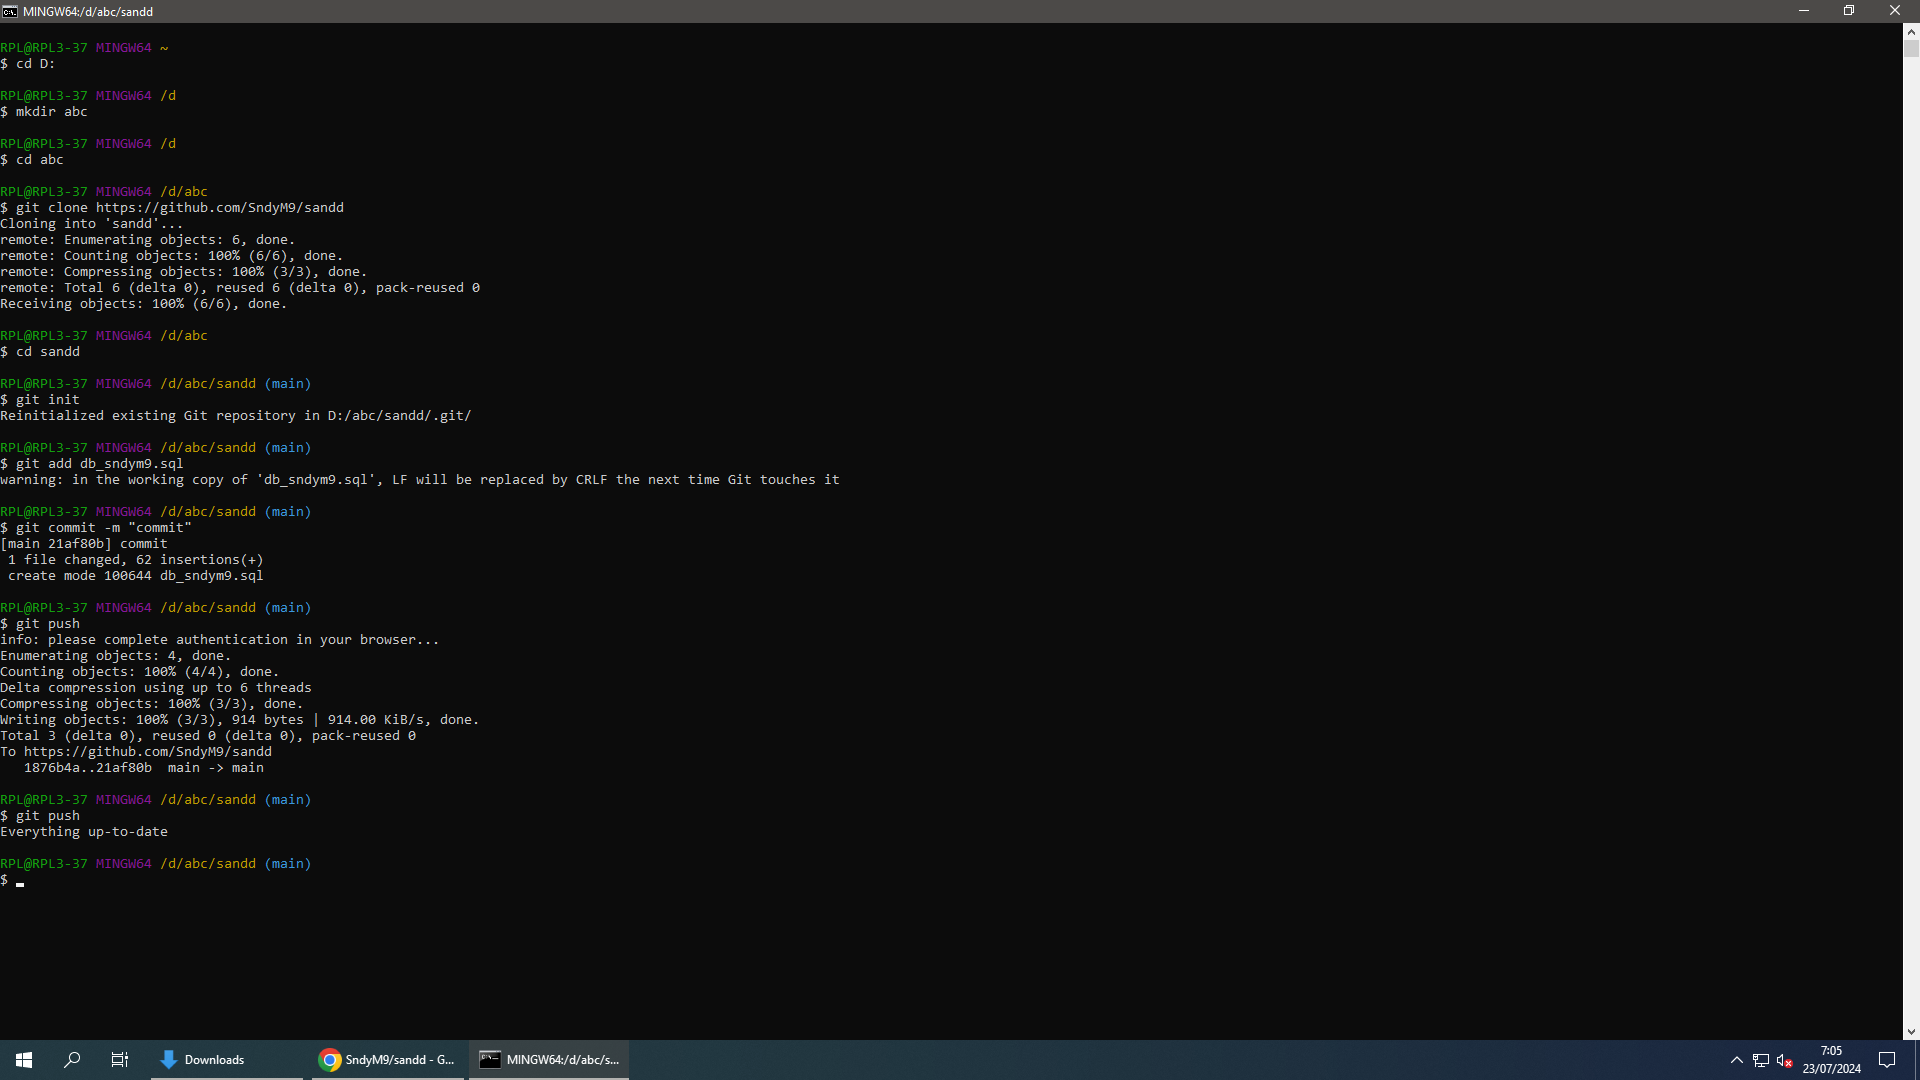 MINGW64:/d/abc/sandd
RPL@RPL3-37 MINGW64 ~
$ cd D:
RPL@RPL3-37 MINGW64 /d
$ mkdir abc
RPL@RPL3-37 MINGW64 /d
$ cd abc
RPL@RPL3-37 MINGW64 /d/abc
$ git clone https://github.com/SndyM9/sandd
Cloning into 'sandd'...
remote: Enumerating objects: 6, done.
remote: Counting objects: 100% (6/6), done.
remote: Compressing objects: 100% (3/3), done.
remote: Total 6 (delta 0), reused 6 (delta 0), pack-reused 0
Receiving objects: 100% (6/6), done.
RPL@RPL3-37 MINGW64 /d/abc
$ cd sandd
RPL@RPL3-37 MINGW64 /d/abc/sandd (main)
$ git init
Reinitialized existing Git repository in D:/abc/sandd/.git/
RPL@RPL3-37 MINGW64 /d/abc/sandd (main)
$ git add db_sndym9.sql
warning: in the working copy of 'db_sndym9.sql', LF will be replaced by CRLF the next time Git touches it
RPL@RPL3-37 MINGW64 /d/abc/sandd (main)
$ git commit -m "commit"
[main 21af80b] commit
1 file changed, 62 insertions(+)
create mode 100644 db_sndym9.sql
RPL@RPL3-37 MINGW64 /d/abc/sandd (main)
$ git push
info: please complete authentication in your browser...
Enumerating objects: 4, done.
Counting objects: 100% (4/4), done.
Delta compression using up to 6 threads
Compressing objects: 100% (3/3), done.
Writing objects: 100% (3/3), 914 bytes | 914.00 KiB/s, done.
Total 3 (delta 0), reused 0 (delta 0), pack-reused 0
To https://github.com/SndyM9/sandd
1876b4a..21af80b  main -> main
RPL@RPL3-37 MINGW64 /d/abc/sandd (main)
$ git push
Everything up-to-date
RPL@RPL3-37 MINGW64 /d/abc/sandd (main)
$
Downloads
SndyM9/sandd - G...
MINGW64:/d/abc/s...
7:05
23/07/2024